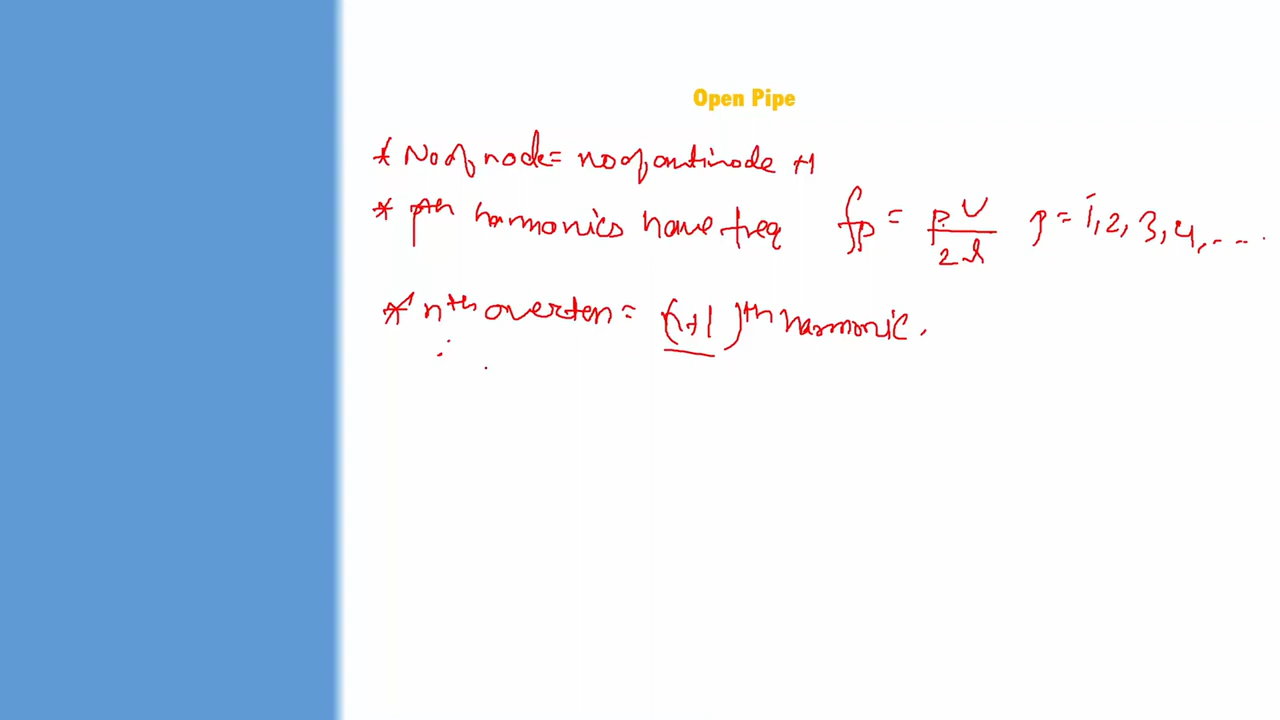 Open Pipe
* No of node = no of antinode +1
* pth harmonics have freq fp = pV/2l p = 1, 2, 3, 4, ....
* nth overten = (n+1)th harmonic.